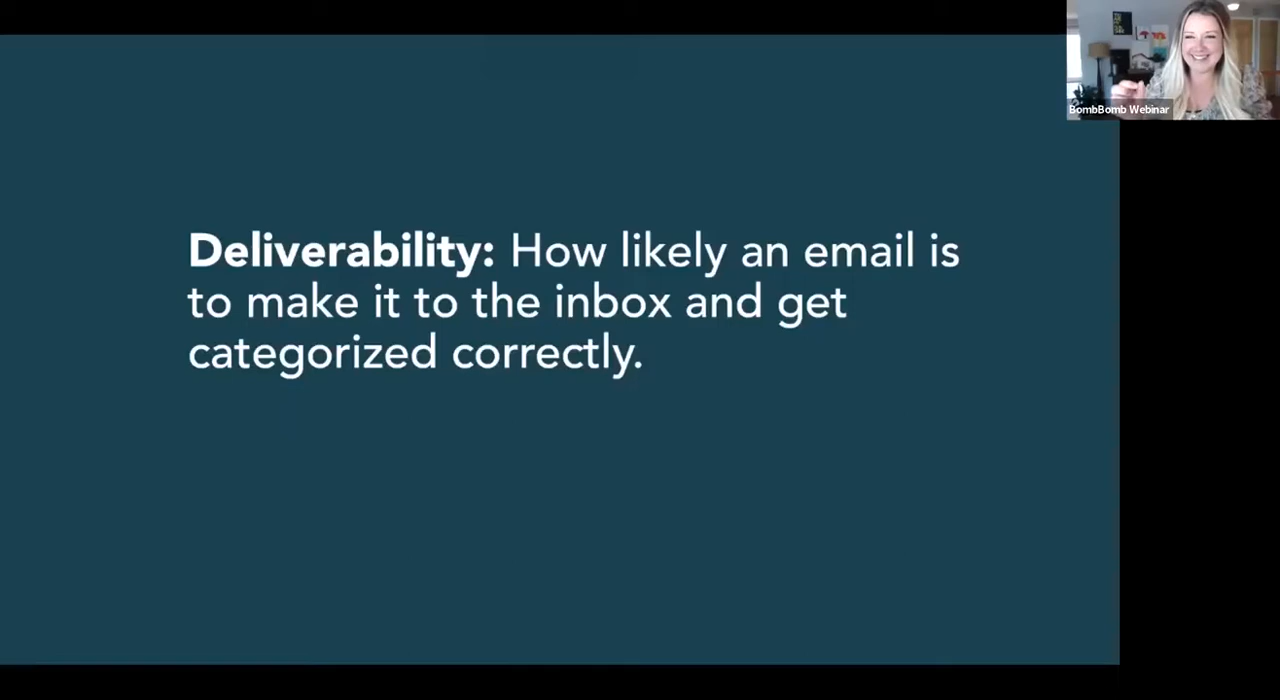 BombBomb Webinar
Deliverability: How likely an email is
to make it to the inbox and get
categorized correctly.